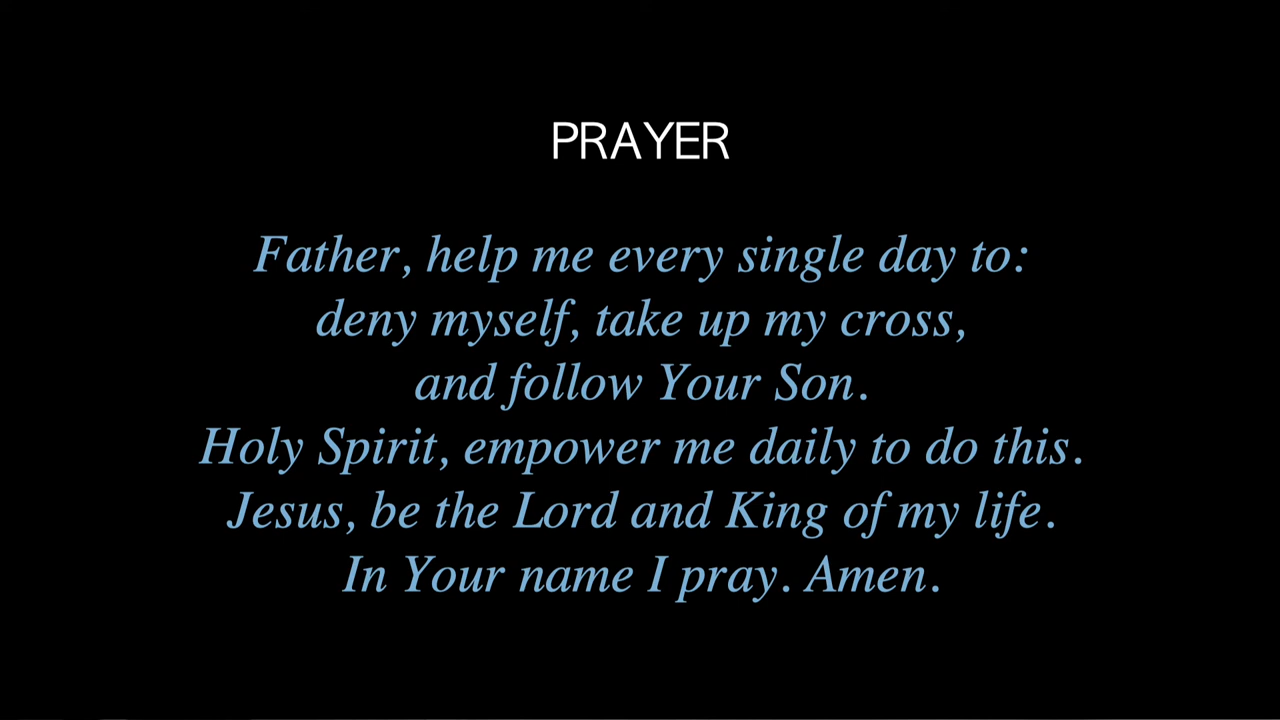 PRAYER
Father, help me every single day to:
deny myself, take up my cross,
and follow Your Son.
Holy Spirit, empower me daily to do this.
Jesus, be the Lord and King of my life.
In Your name I pray. Amen.